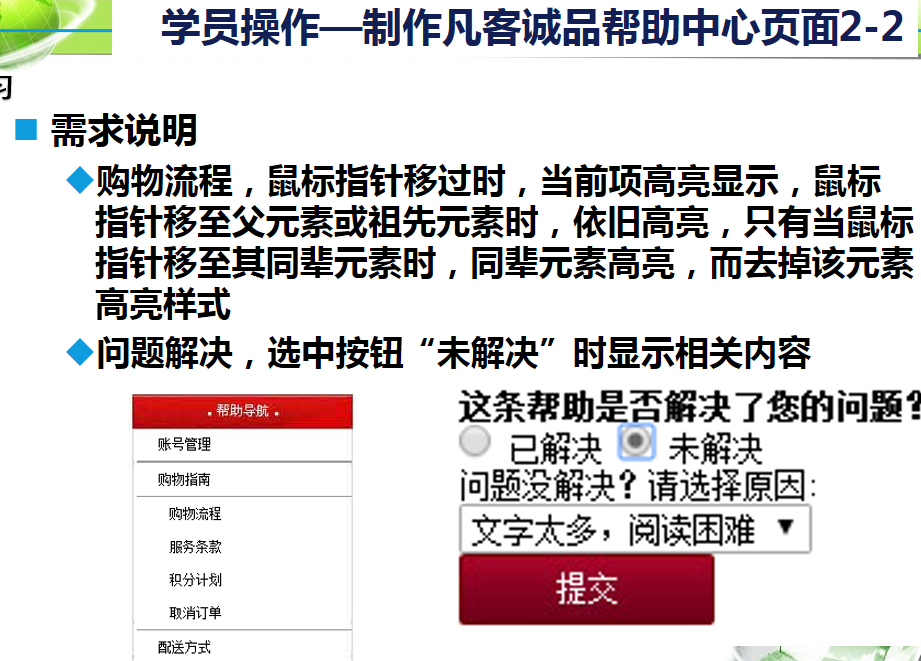 学员操作—制作凡客诚品帮助中心页面2-2
习
需求说明
购物流程，鼠标指针移过时，当前项高亮显示，鼠标
指针移至父元素或祖先元素时，依旧高亮，只有当鼠标
指针移至其同辈元素时，同辈元素高亮，而去掉该元素
高亮样式
问题解决，选中按钮“未解决”时显示相关内容
. 帮助导航 .
账号管理
购物指南
购物流程
服务条款
积分计划
取消订单
配送方式
这条帮助是否解决了您的问题?
已解决 未解决
问题没解决? 请选择原因:
文字太多，阅读困难
提交